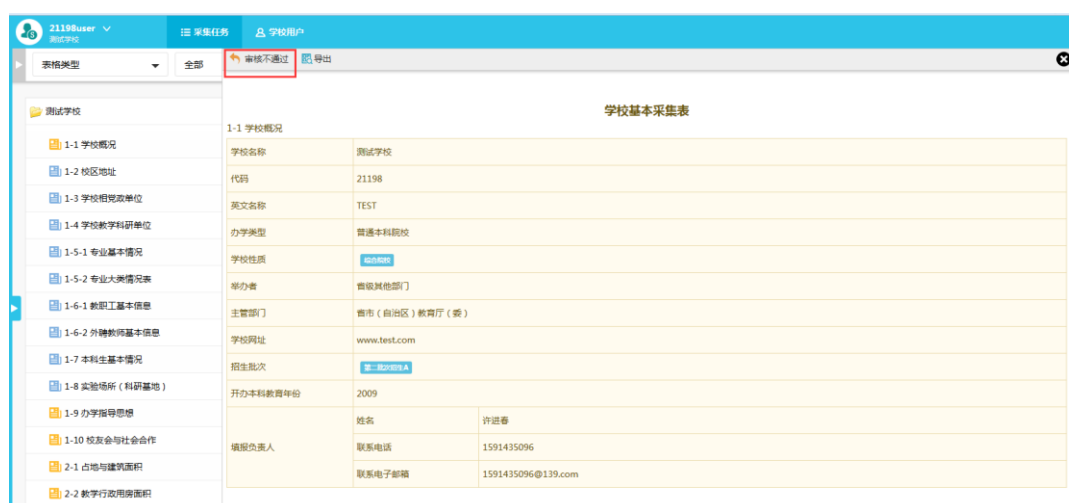 21198user
测试学校
采集任务
学校用户
表格类型
全部
审核不通过
导出
测试学校
1-1 学校概况
1-2 校区地址
1-3 学校相党政单位
1-4 学校教学科研单位
1-5-1 专业基本情况
1-5-2 专业大类情况表
1-6-1 教职工基本信息
1-6-2 外聘教师基本信息
1-7 本科生基本情况
1-8 实验场所（科研基地）
1-9 办学指导思想
1-10 校友会与社会合作
2-1 占地与建筑面积
2-2 教学行政用房面积
学校基本采集表
1-1 学校概况
学校名称 测试学校
代码 21198
英文名称 TEST
办学类型 普通本科院校
学校性质 综合院校
举办者 省级其他部门
主管部门 省市（自治区）教育厅（委）
学校网址 www.test.com
招生批次 第二批次招生A
开办本科教育年份 2009
填报负责人
姓名 许进春
联系电话 1591435096
联系电子邮箱 1591435096@139.com